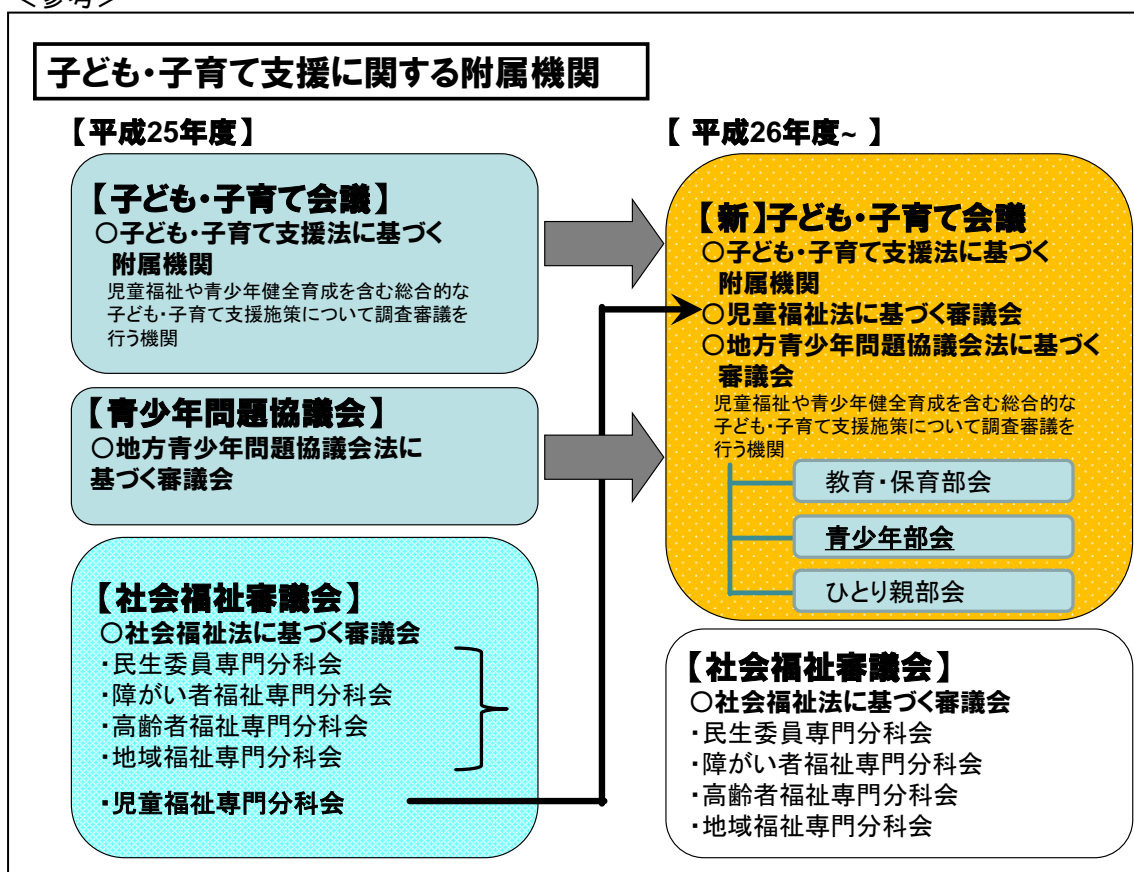 ＜参考＞
子ども・子育て支援に関する附属機関
【平成25年度】
【子ども・子育て会議】
○子ども・子育て支援法に基づく
附属機関
児童福祉や青少年健全育成を含む総合的な
子ども・子育て支援施策について調査審議を
行う機関
【青少年問題協議会】
○地方青少年問題協議会法に
基づく審議会
【社会福祉審議会】
○社会福祉法に基づく審議会
・民生委員専門分科会
・障がい者福祉専門分科会
・高齢者福祉専門分科会
・地域福祉専門分科会
・児童福祉専門分科会
【 平成26年度~ 】
【新】子ども・子育て会議
○子ども・子育て支援法に基づく
附属機関
○児童福祉法に基づく審議会
○地方青少年問題協議会法に基づく
審議会
児童福祉や青少年健全育成を含む総合的な
子ども・子育て支援施策について調査審議を
行う機関
教育・保育部会
青少年部会
ひとり親部会
【社会福祉審議会】
○社会福祉法に基づく審議会
・民生委員専門分科会
・障がい者福祉専門分科会
・高齢者福祉専門分科会
・地域福祉専門分科会